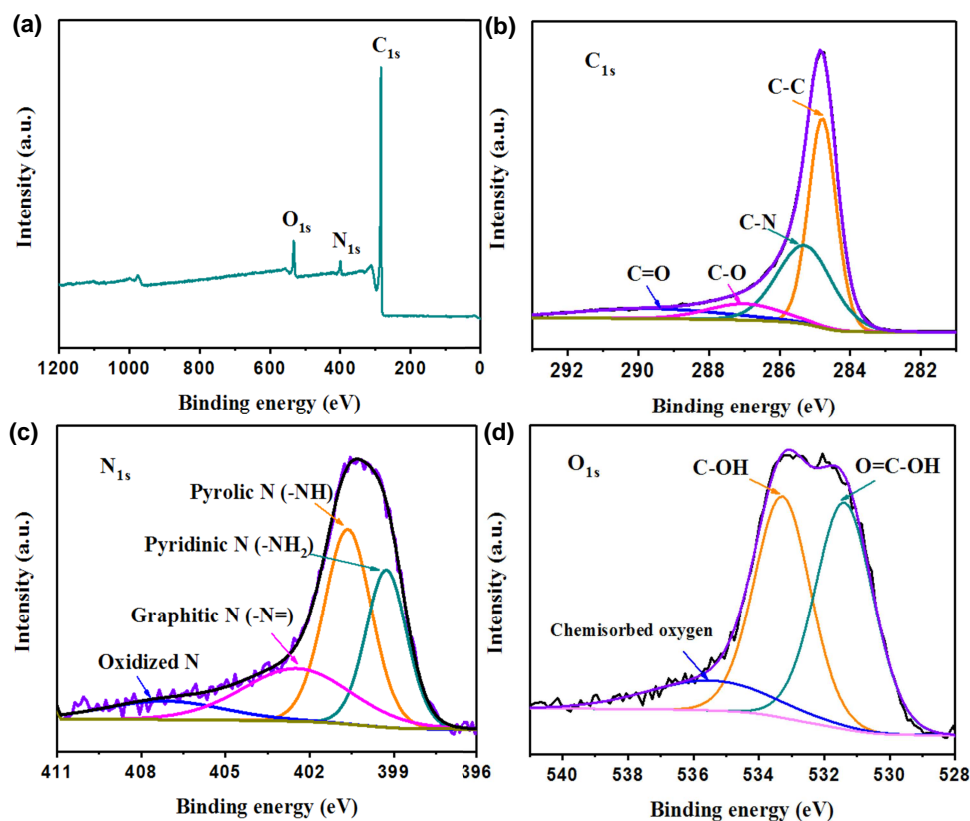 (a)
C1s
O1s
N1s
Intensity (a.u.)
1200 1000 800 600 400 200 0
Binding energy (eV)
(b)
C1s
C-C
C-N
C=O
C-O
Intensity (a.u.)
292 290 288 286 284 282
Binding energy (eV)
(c)
N1s
Pyrolic N (-NH)
Pyridinic N (-NH2)
Graphitic N (-N=)
Oxidized N
Intensity (a.u.)
411 408 405 402 399 396
Binding energy (eV)
(d)
O1s
C-OH
O=C-OH
Chemisorbed oxygen
Intensity (a.u.)
540 538 536 534 532 530 528
Binding energy (eV)